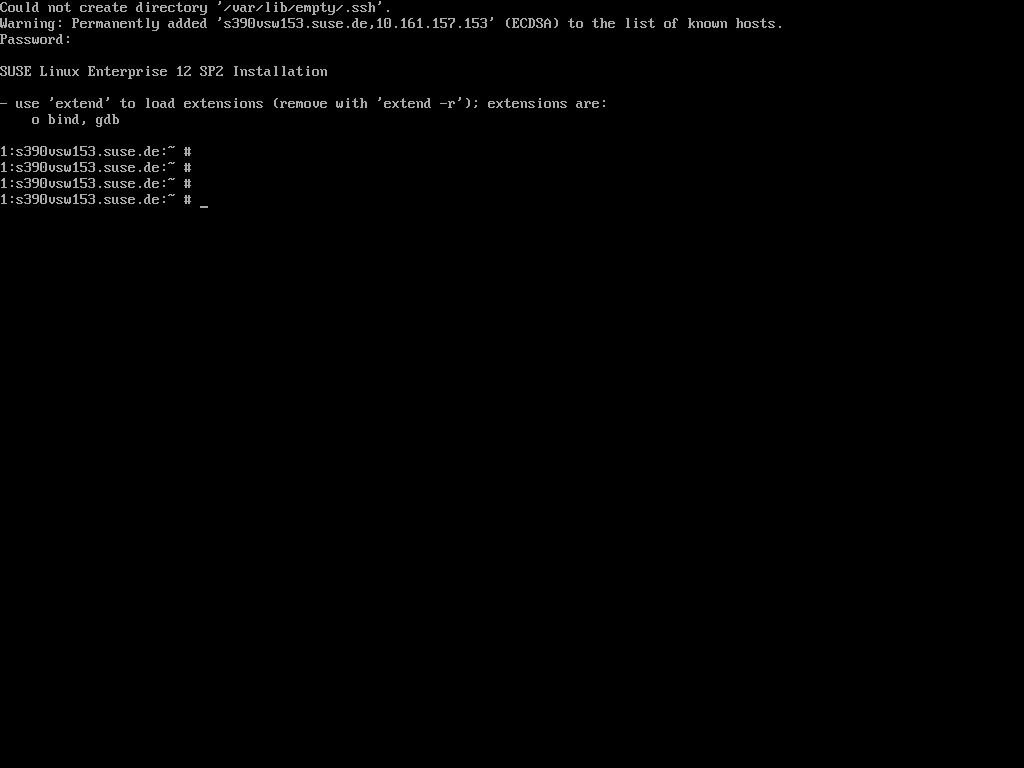 Could not create directory '/var/lib/empty/.ssh'.
Warning: Permanently added 's390vsw153.suse.de,10.161.157.153' (ECDSA) to the list of known hosts.
Password:
SUSE Linux Enterprise 12 SP2 Installation
- use 'extend' to load extensions (remove with 'extend -r'); extensions are:
o bind, gdb
1:s390vsw153.suse.de:~ #
1:s390vsw153.suse.de:~ #
1:s390vsw153.suse.de:~ #
1:s390vsw153.suse.de:~ # _